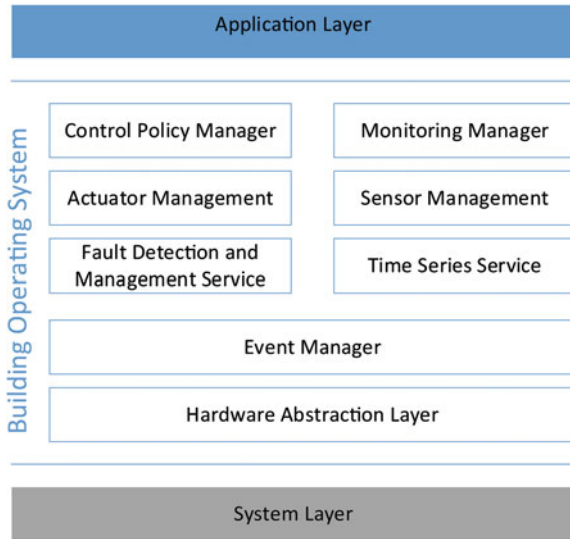 Application Layer
Building Operating System
Control Policy Manager
Monitoring Manager
Actuator Management
Sensor Management
Fault Detection and
Management Service
Time Series Service
Event Manager
Hardware Abstraction Layer
System Layer